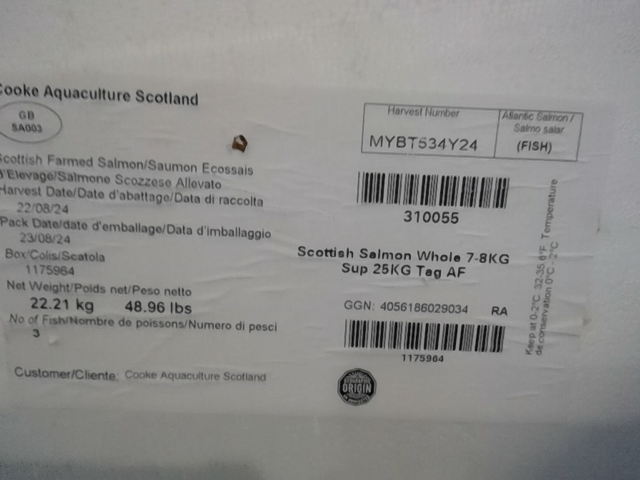 Cooke Aquaculture Scotland
GB
SA003
Scottish Farmed Salmon/Saumon Ecossais
d'Elevage/Salmone Scozzese Allevato
Harvest Date/Date d'abattage/Data di raccolta
22/08/24
Pack Date/date d'emballage/Data d'imballaggio
23/08/24
Box/Colis/Scatola
1175964
Net Weight/Poids net/Peso netto
22.21 kg 48.96 lbs
No of Fish/Nombre de poissons/Numero di pesci
3
Customer/Cliente: Cooke Aquaculture Scotland
Harvest Number
MYBT534Y24
Atlantic Salmon /
Salmo salar
(FISH)
310055
Scottish Salmon Whole 7-8KG
Sup 25KG Tag AF
GGN: 4056186029034 RA
1175964
ORIGIN
Keep at 0-2°C, 32-35.6°F, Temperature
de conservation 0°C - 2°C